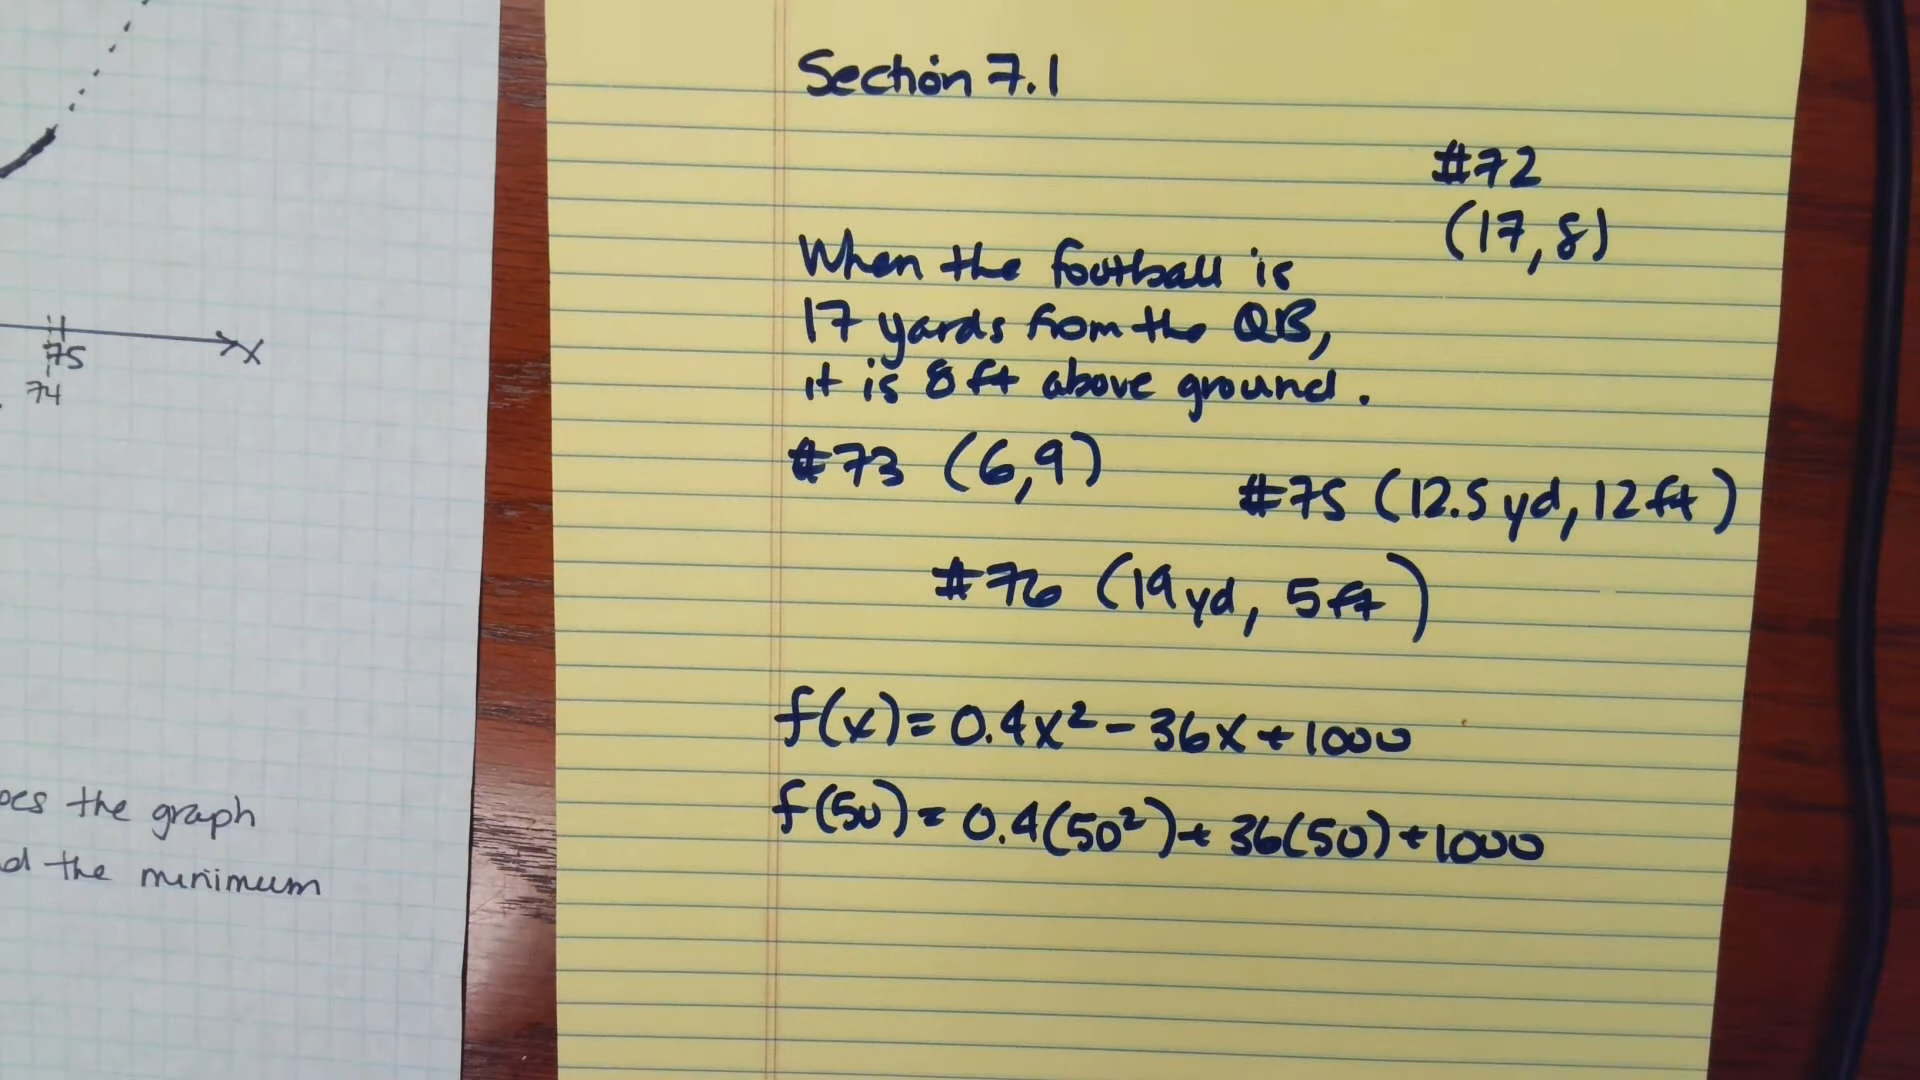 Section 7.1
#72
(17,8)
When the football is
17 yards from the QB,
it is 8 ft above ground.
#73 (6,9)
#75 (12.5 yd, 12 ft)
#76 (19 yd, 5 ft)
f(x) = 0.4x² - 36x + 1000
f(50) = 0.4(50²) + 36(50) + 1000
75
x
74
the graph
the minimum